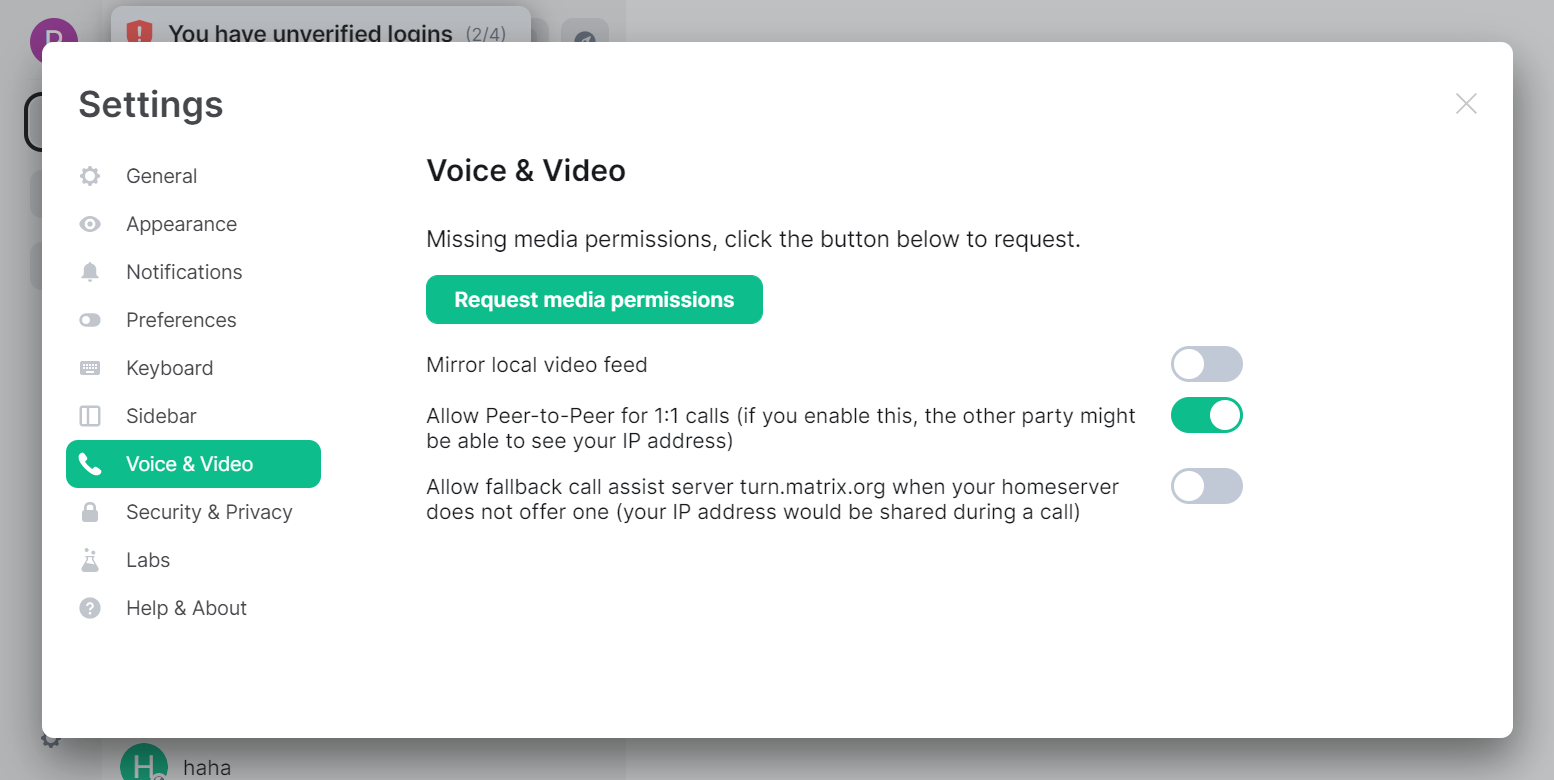 You have unverified logins (2/4)
Settings
General
Appearance
Notifications
Preferences
Keyboard
Sidebar
Voice & Video
Security & Privacy
Labs
Help & About
Voice & Video
Missing media permissions, click the button below to request.
Request media permissions
Mirror local video feed
Allow Peer-to-Peer for 1:1 calls (if you enable this, the other party might
be able to see your IP address)
Allow fallback call assist server turn.matrix.org when your homeserver
does not offer one (your IP address would be shared during a call)
H
haha